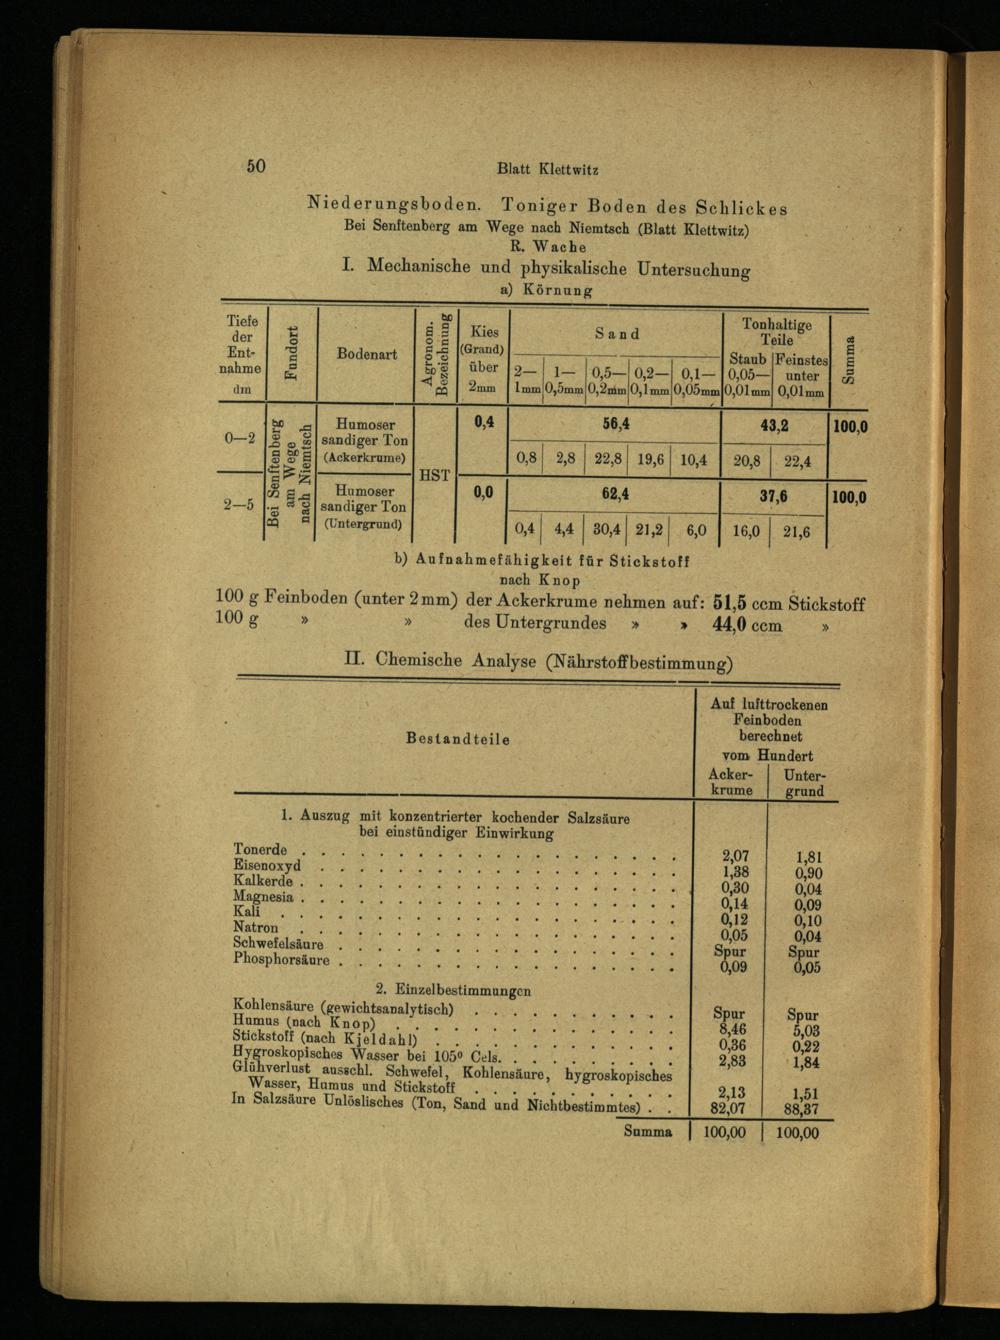 50
Blatt Klettwitz
Niederungsboden. Toniger Boden des Schlickes
Bei Senftenberg am Wege nach Niemtsch (Blatt Klettwitz)
R. Wache
I. Mechanische und physikalische Untersuchung
a) Körnung
Tiefe der Ent- nahme dm | Fundort | Bodenart | Agronom. Bezeichnung | Kies (Grand) über 2mm | Sand | Tonhaltige Teile | Summa
2— 1mm | 1— 0,5mm | 0,5— 0,2mm | 0,2— 0,1mm | 0,1— 0,05mm | Staub 0,05— 0,01mm | Feinstes unter 0,01mm
0—2 | Bei Senftenberg am Wege nach Niemtsch | Humoser sandiger Ton (Ackerkrume) | HST | 0,4 | 56,4 | 43,2 | 100,0
0,8 | 2,8 | 22,8 | 19,6 | 10,4 | 20,8 | 22,4
2—5 | Humoser sandiger Ton (Untergrund) | 0,0 | 62,4 | 37,6 | 100,0
0,4 | 4,4 | 30,4 | 21,2 | 6,0 | 16,0 | 21,6
b) Aufnahmefähigkeit für Stickstoff
nach Knop
100 g Feinboden (unter 2mm) der Ackerkrume nehmen auf: 51,5 ccm Stickstoff
100 g » » des Untergrundes » » 44,0 ccm »
II. Chemische Analyse (Nährstoffbestimmung)
Bestandteile
Auf lufttrockenen
Feinboden
berechnet
vom Hundert
Acker- | Unter-
krume | grund
1. Auszug mit konzentrierter kochender Salzsäure
bei einstündiger Einwirkung
Tonerde . . . . 2,07 | 1,81
Eisenoxyd . . . . 1,38 | 0,90
Kalkerde . . . . 0,30 | 0,04
Magnesia . . . . 0,14 | 0,09
Kali . . . . 0,12 | 0,10
Natron . . . . 0,05 | 0,04
Schwefelsäure . . . . Spur | Spur
Phosphorsäure . . . . 0,09 | 0,05
2. Einzelbestimmungen
Kohlensäure (gewichtsanalytisch) . . . . Spur | Spur
Humus (nach Knop) . . . . 8,46 | 5,03
Stickstoff (nach Kjeldahl) . . . . 0,36 | 0,22
Hygroskopisches Wasser bei 105° Cels. . . . . 2,83 | 1,84
Glühverlust ausschl. Schwefel, Kohlensäure, hygroskopisches
Wasser, Humus und Stickstoff . . . . 2,13 | 1,51
In Salzsäure Unlöslisches (Ton, Sand und Nichtbestimmtes) . . 82,07 | 88,37
Summa | 100,00 | 100,00